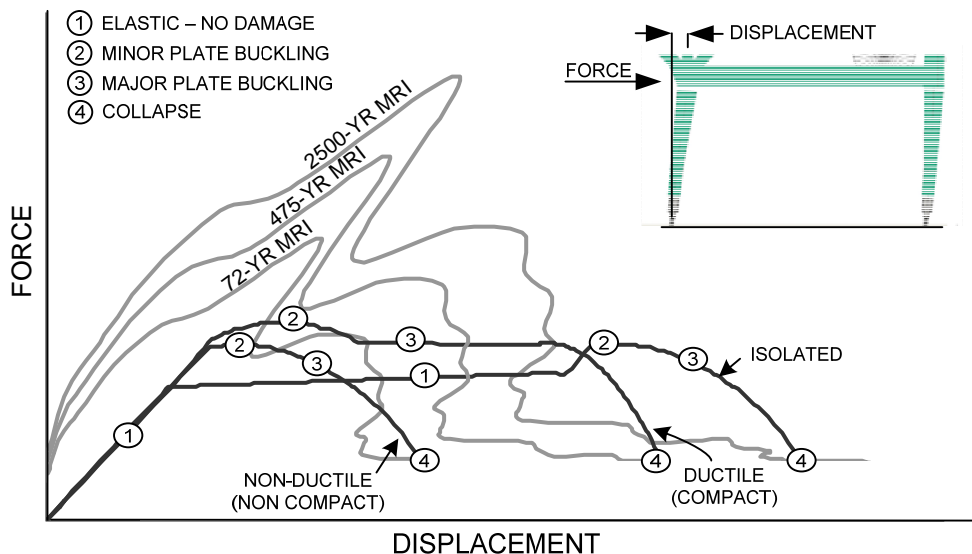 ① ELASTIC – NO DAMAGE
② MINOR PLATE BUCKLING
③ MAJOR PLATE BUCKLING
④ COLLAPSE
DISPLACEMENT
FORCE
2500-YR MRI
475-YR MRI
72-YR MRI
FORCE
①
②
③
④
②
③
④
①
②
③
④
ISOLATED
NON-DUCTILE
(NON COMPACT)
DUCTILE
(COMPACT)
DISPLACEMENT